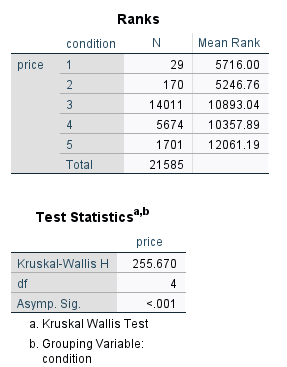 Ranks
condition N Mean Rank
price 1 29 5716.00
2 170 5246.76
3 14011 10893.04
4 5674 10357.89
5 1701 12061.19
Total 21585
Test Statisticsa,b
price
Kruskal-Wallis H 255.670
df 4
Asymp. Sig. <.001
a. Kruskal Wallis Test
b. Grouping Variable:
condition